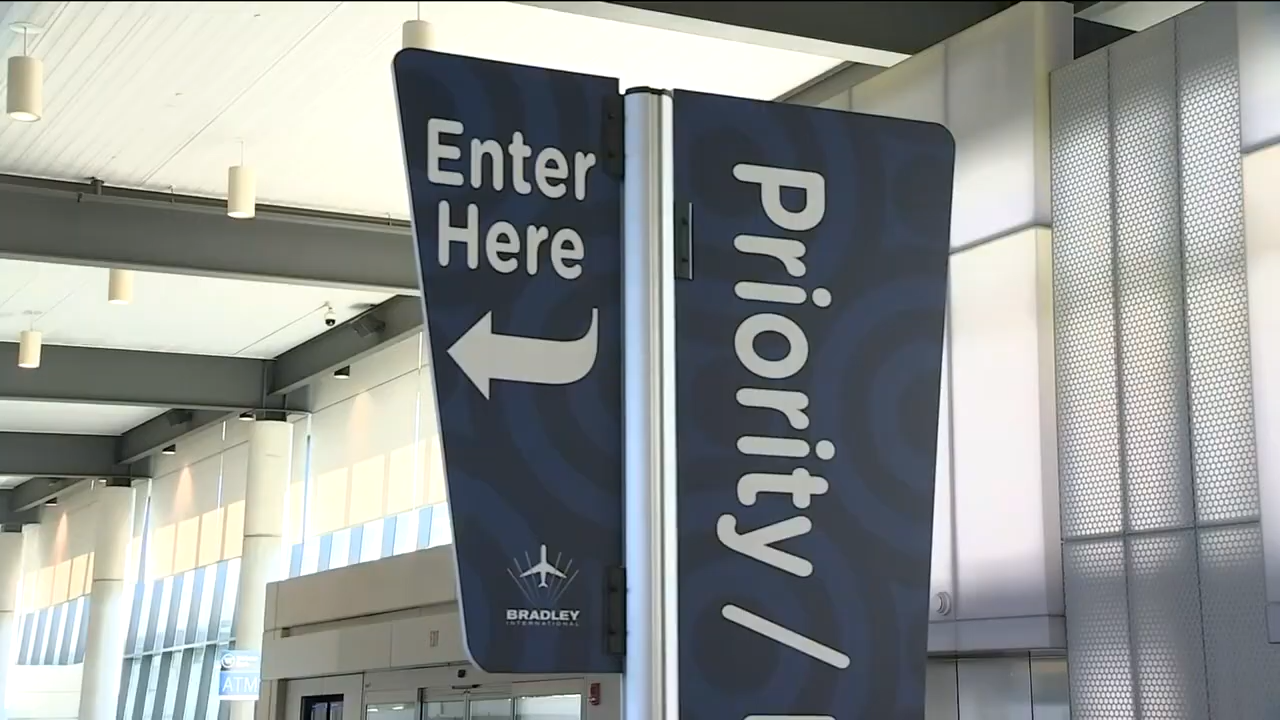 Enter
Here
BRADLEY
INTERNATIONAL
Priority /
ATM